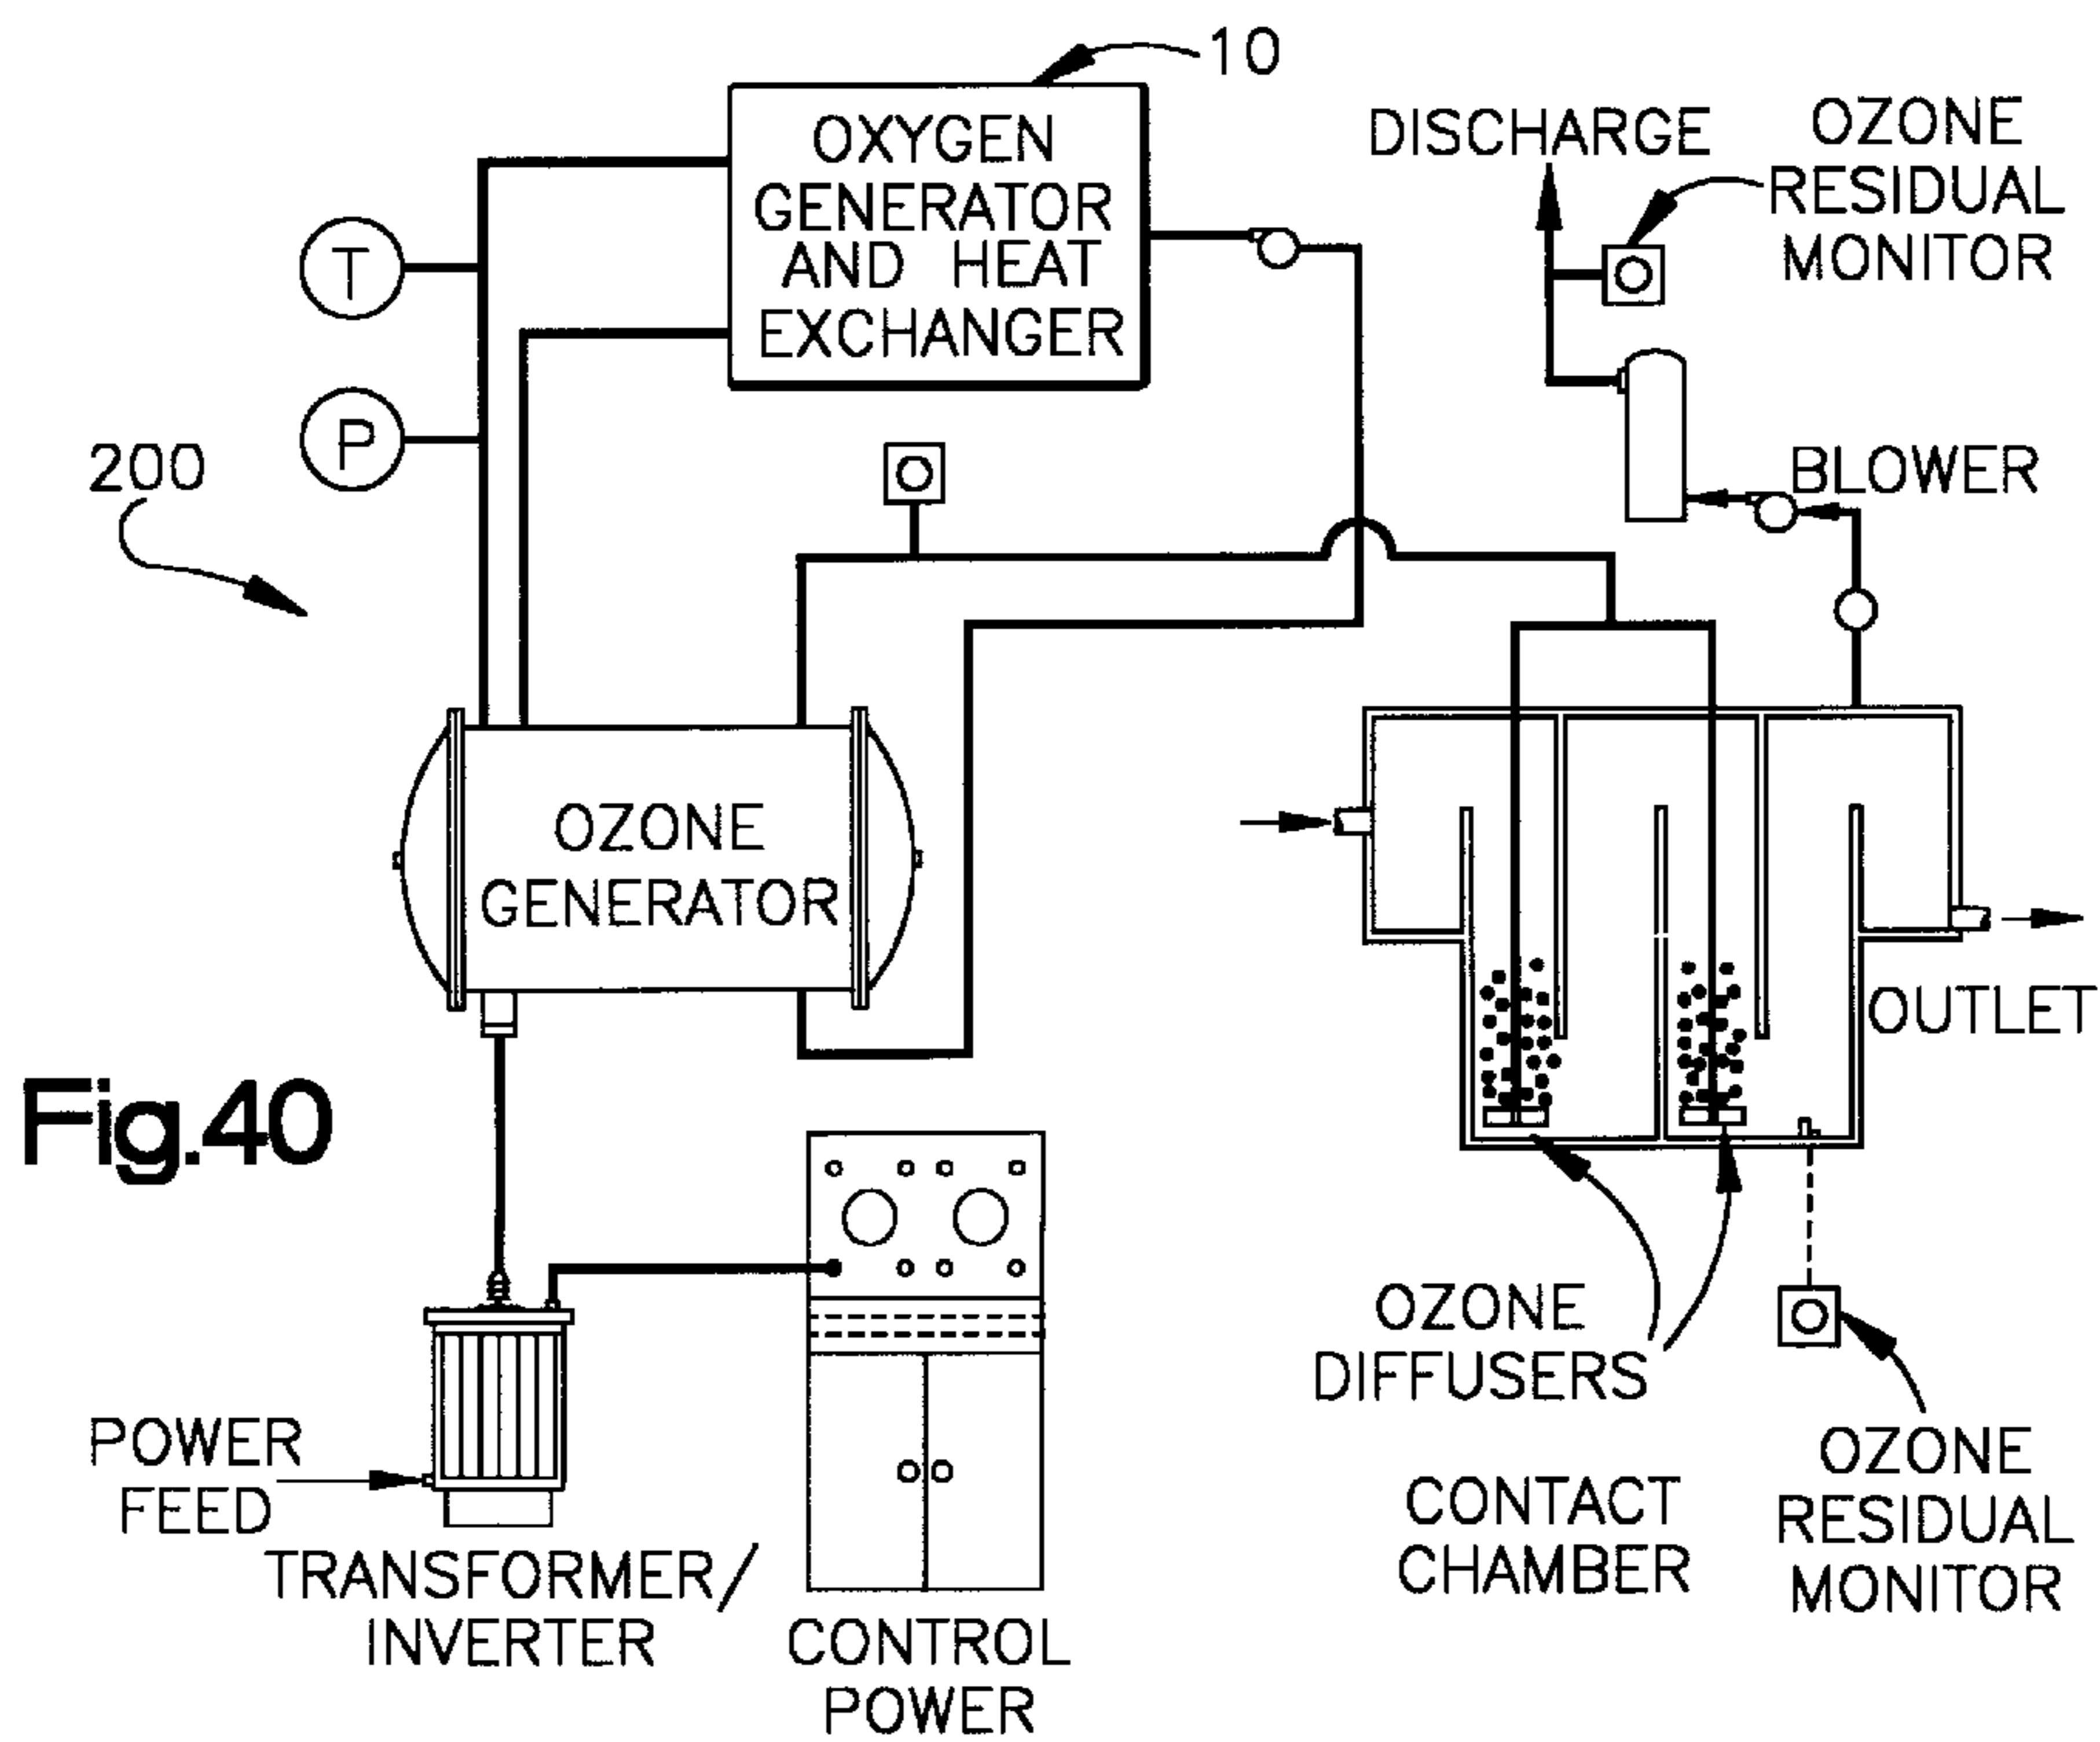 10
OXYGEN
GENERATOR
AND HEAT
EXCHANGER
DISCHARGE
OZONE
RESIDUAL
MONITOR
T
P
200
BLOWER
OZONE
GENERATOR
OUTLET
Fig.40
OZONE
DIFFUSERS
POWER
FEED
TRANSFORMER/
INVERTER
CONTROL
POWER
CONTACT
CHAMBER
OZONE
RESIDUAL
MONITOR